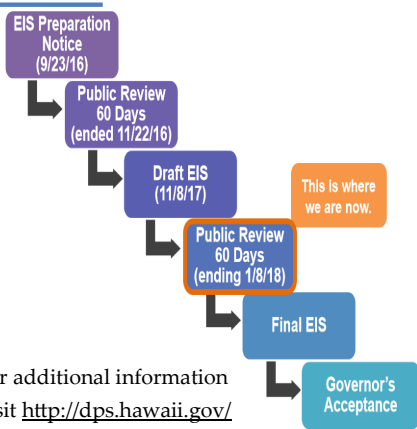 EIS Preparation
Notice
(9/23/16)
Public Review
60 Days
(ended 11/22/16)
Draft EIS
(11/8/17)
This is where
we are now.
Public Review
60 Days
(ending 1/8/18)
Final EIS
r additional information
sit http://dps.hawaii.gov/
Governor's
Acceptance